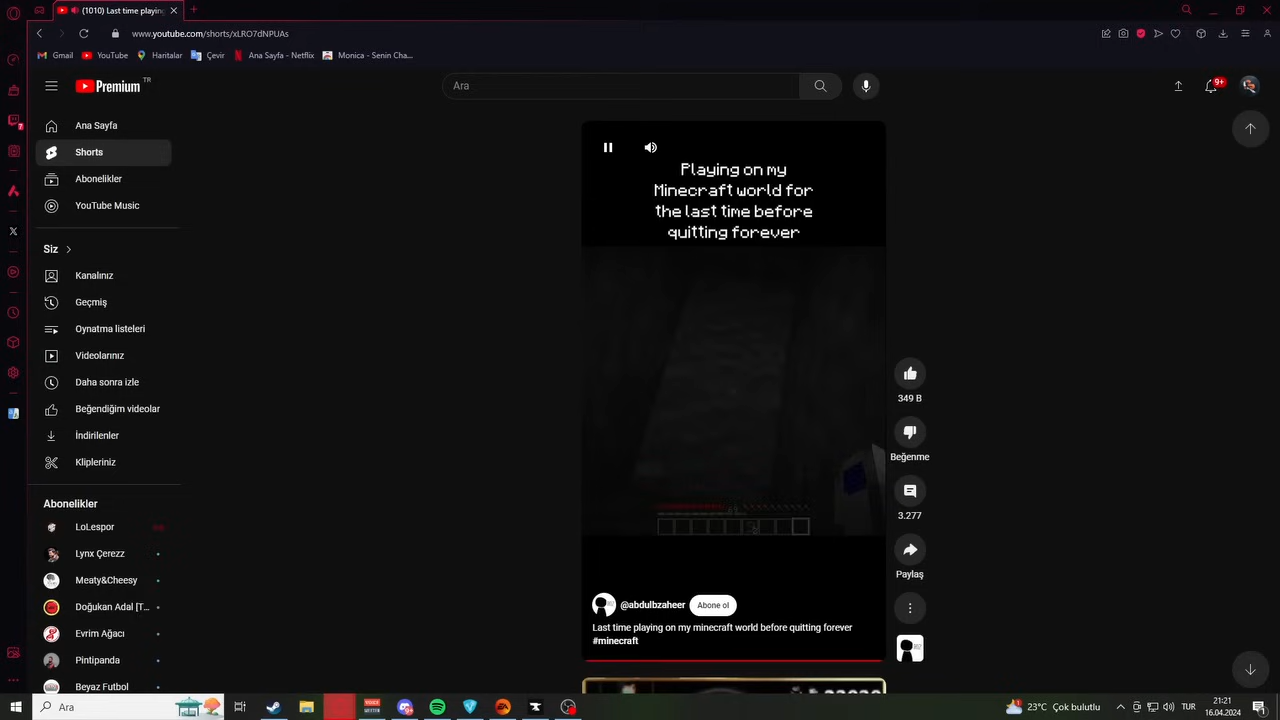 (1010) Last time playing
www.youtube.com/shorts/xLRO7dNPUAs
Gmail
YouTube
Haritalar
Çevir
Ana Sayfa - Netflix
Monica - Senin Cha...
Premium
TR
Ara
9+
Ana Sayfa
Shorts
Abonelikler
YouTube Music
Siz
Kanalınız
Geçmiş
Oynatma listeleri
Videolarınız
Daha sonra izle
Beğendiğim videolar
İndirilenler
Klipleriniz
Abonelikler
LoLespor
Lynx Çerezz
Meaty&Cheesy
Doğukan Adal [T...
Evrim Ağacı
Pintipanda
Beyaz Futbol
Playing on my
Minecraft world for
the last time before
quitting forever
349 B
Beğenme
3.277
Paylaş
@abdulbzaheer
Abone ol
Last time playing on my minecraft world before quitting forever
#minecraft
Ara
23°C Çok bulutlu
TUR
21:21
16.04.2024